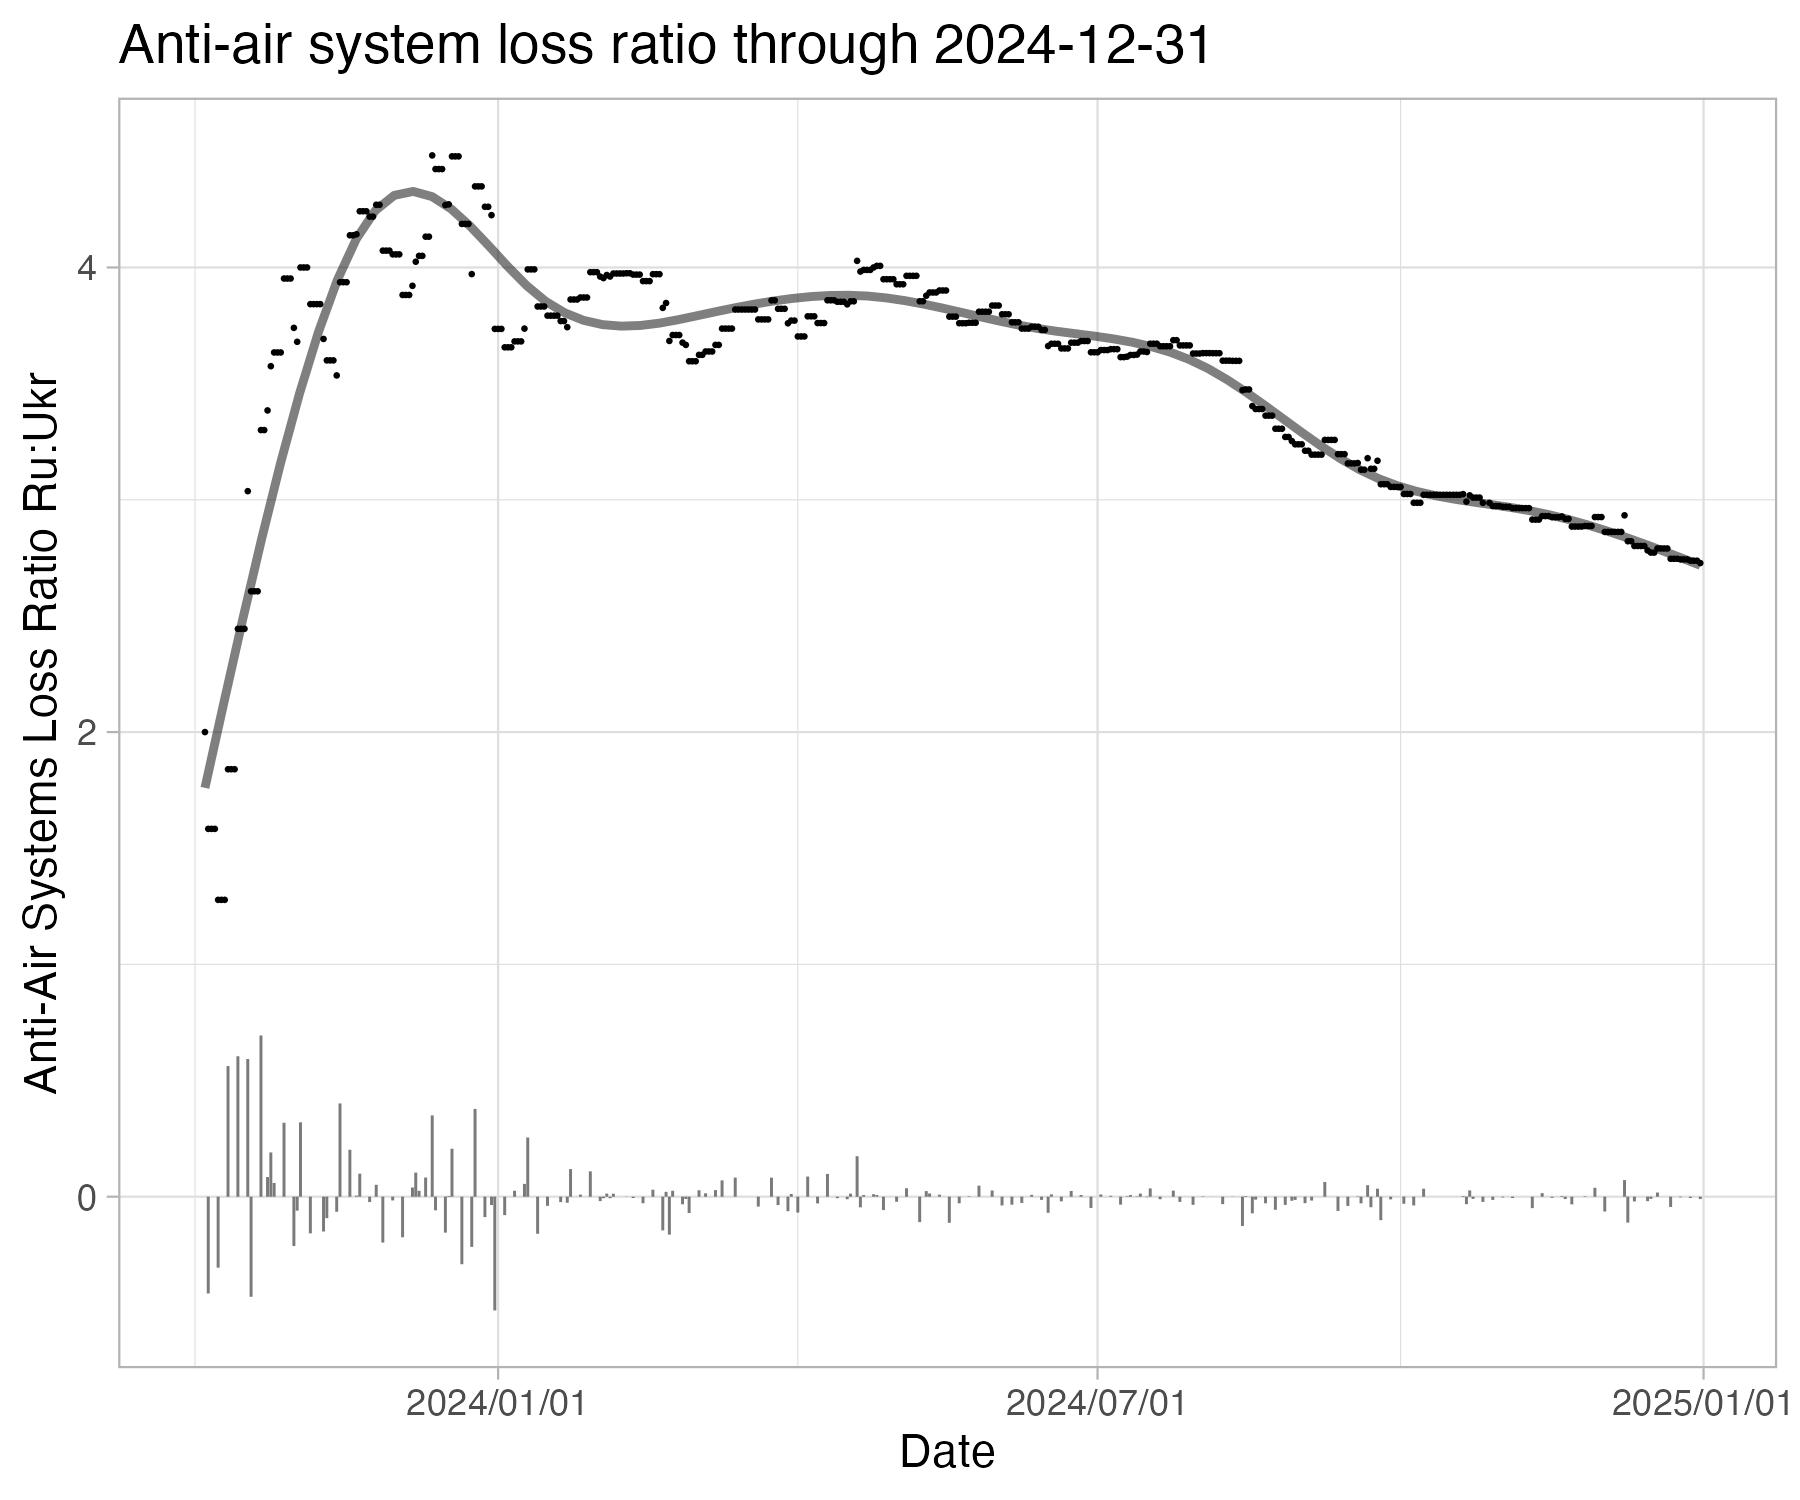 Anti-air system loss ratio through 2024-12-31
Anti-Air Systems Loss Ratio Ru:Ukr
4
2
0
2024/01/01
2024/07/01
2025/01/01
Date